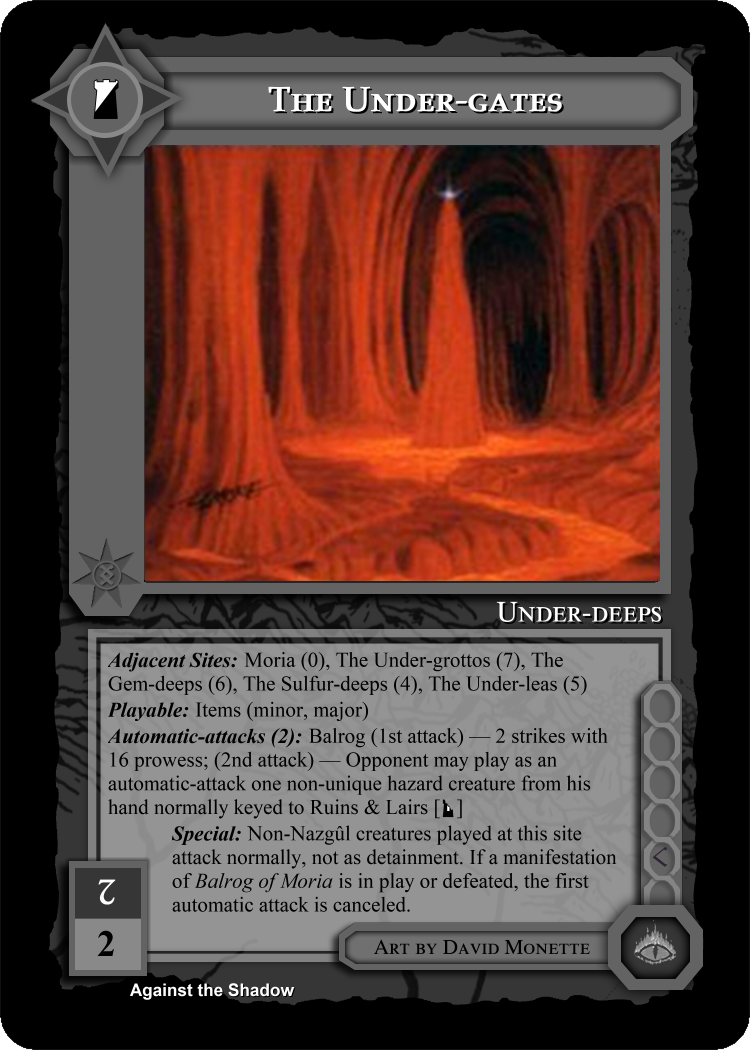 The Under-gates
Under-deeps
Adjacent Sites: Moria (0), The Under-grottos (7), The
Gem-deeps (6), The Sulfur-deeps (4), The Under-leas (5)
Playable: Items (minor, major)
Automatic-attacks (2): Balrog (1st attack) — 2 strikes with
16 prowess; (2nd attack) — Opponent may play as an
automatic-attack one non-unique hazard creature from his
hand normally keyed to Ruins & Lairs [ ]
Special: Non-Nazgûl creatures played at this site
attack normally, not as detainment. If a manifestation
of Balrog of Moria is in play or defeated, the first
automatic attack is canceled.
2
2
Art by David Monette
Against the Shadow